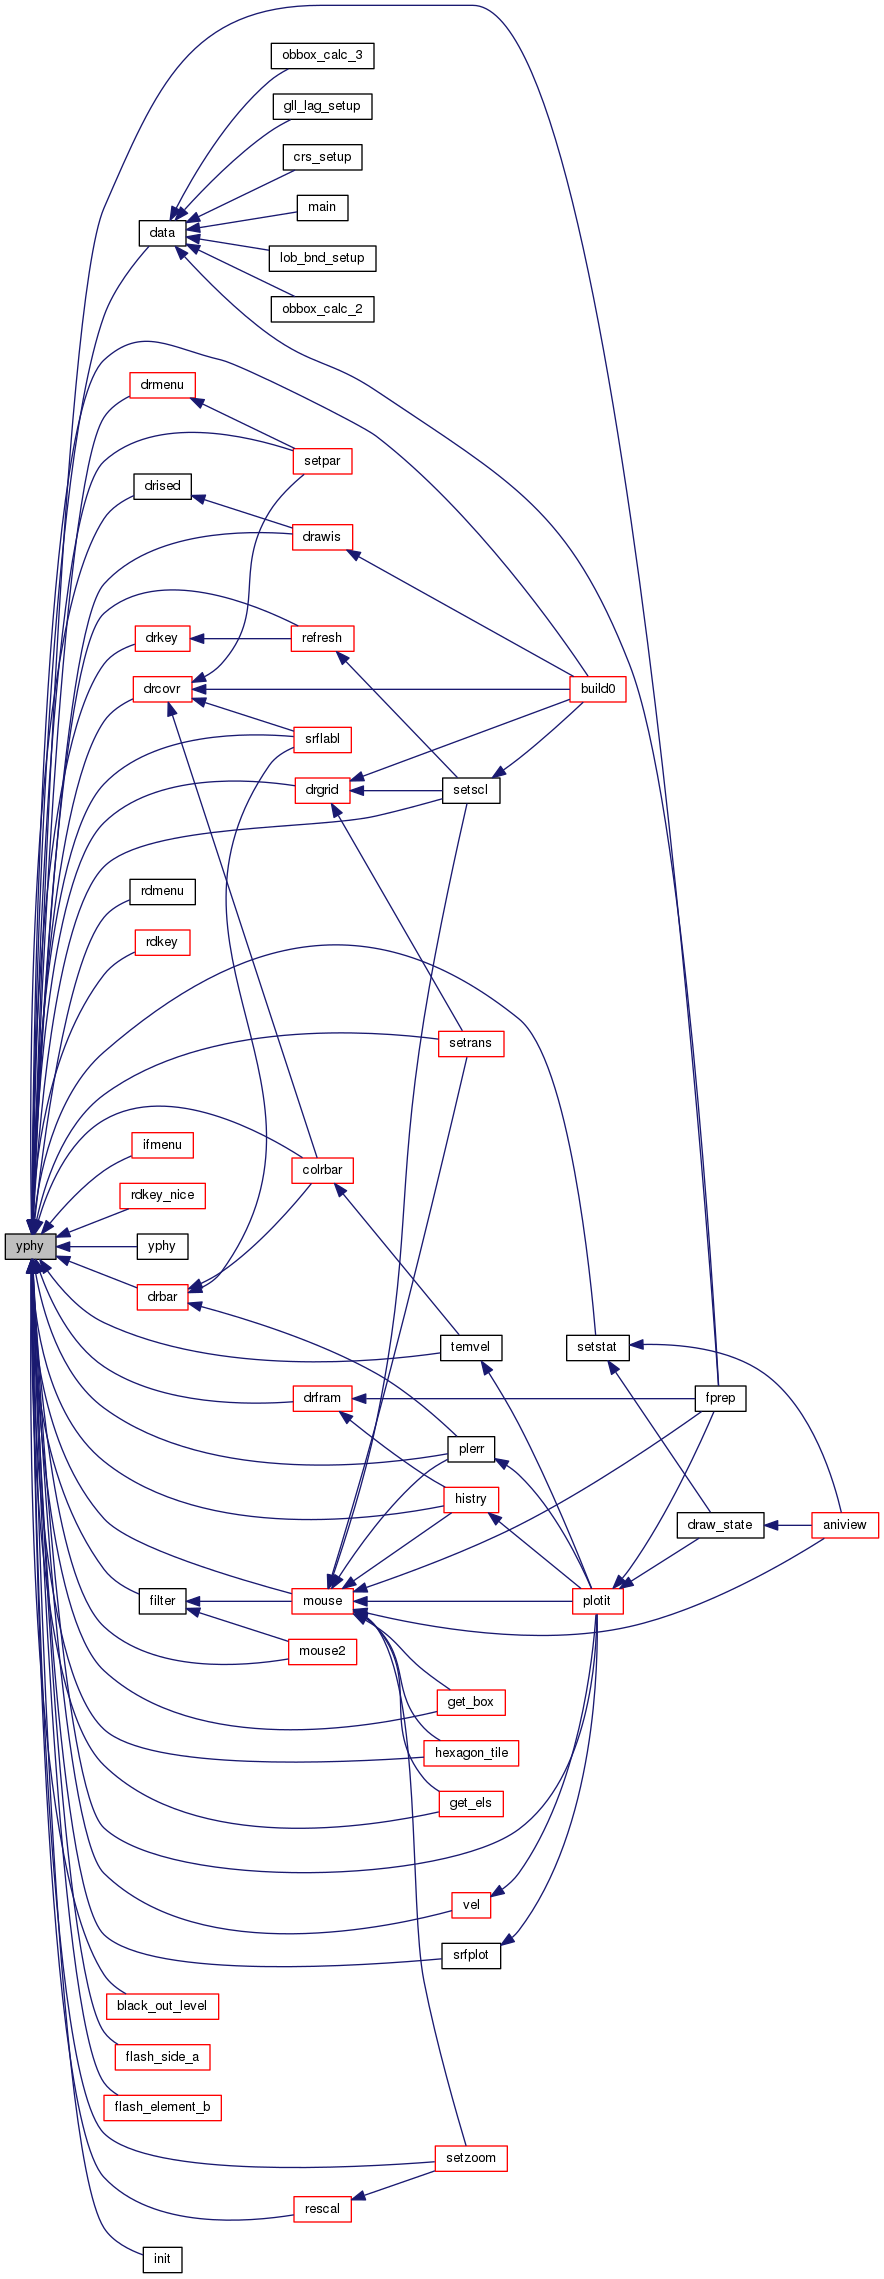 obbox_calc_3
gll_lag_setup
crs_setup
main
data
lob_bnd_setup
obbox_calc_2
drmenu
setpar
drised
drawis
drkey
refresh
drcovr
build0
srflabl
drgrid
setscl
rdmenu
rdkey
setrans
ifmenu
colrbar
rdkey_nice
yphy
yphy
drbar
temvel
setstat
drfram
fprep
plerr
histry
draw_state
aniview
filter
mouse
plotit
mouse2
get_box
hexagon_tile
get_els
vel
srfplot
black_out_level
flash_side_a
flash_element_b
setzoom
rescal
init